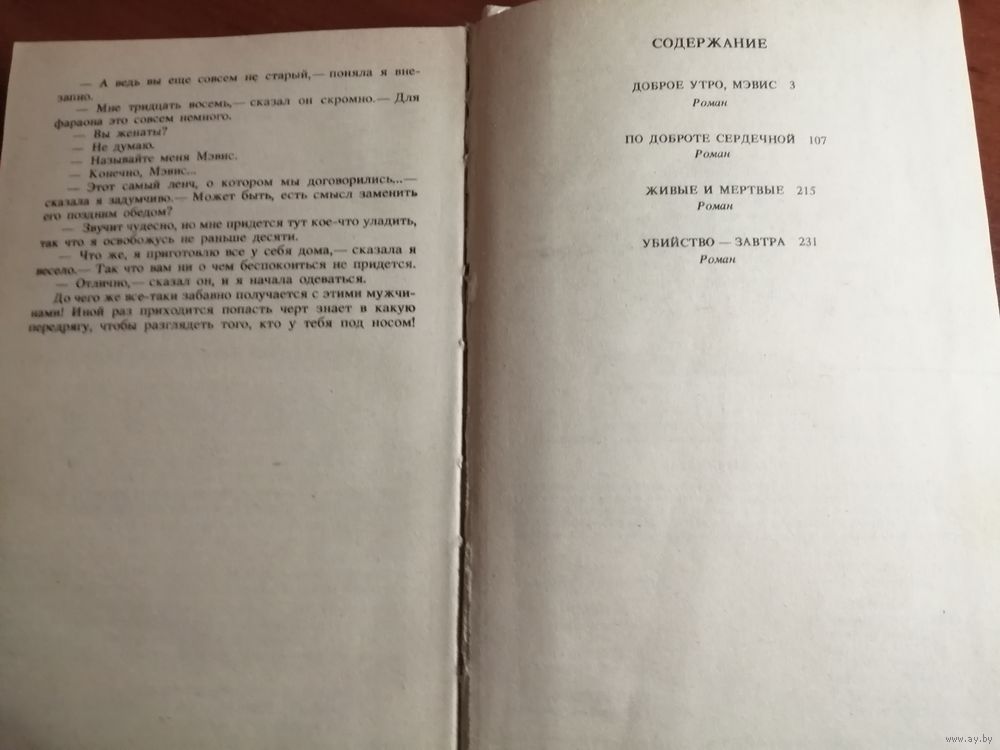 — А ведь вы еще совсем не старый,— поняла я вне-
запно.
— Мне тридцать восемь,— сказал он скромно.— Для
фараона это совсем немного.
— Вы женаты?
— Не думаю.
— Называйте меня Мэвис.
— Конечно, Мэвис...
— Этот самый ленч, о котором мы договорились...—
сказала я задумчиво.— Может быть, есть смысл заменить
его поздним обедом?
— Звучит чудесно, но мне придется тут кое-что уладить,
так что я освобожусь не раньше десяти.
— Что же, я приготовлю все у себя дома,— сказала я
весело.— Так что вам ни о чем беспокоиться не придется.
— Отлично,— сказал он, и я начала одеваться.
До чего же все-таки забавно получается с этими мужчи-
нами! Иной раз приходится попасть черт знает в какую
передрягу, чтобы разглядеть того, кто у тебя под носом!
СОДЕРЖАНИЕ
ДОБРОЕ УТРО, МЭВИС 3
Роман
ПО ДОБРОТЕ СЕРДЕЧНОЙ 107
Роман
ЖИВЫЕ И МЕРТВЫЕ 215
Роман
УБИЙСТВО — ЗАВТРА 231
Роман
www.ay.by